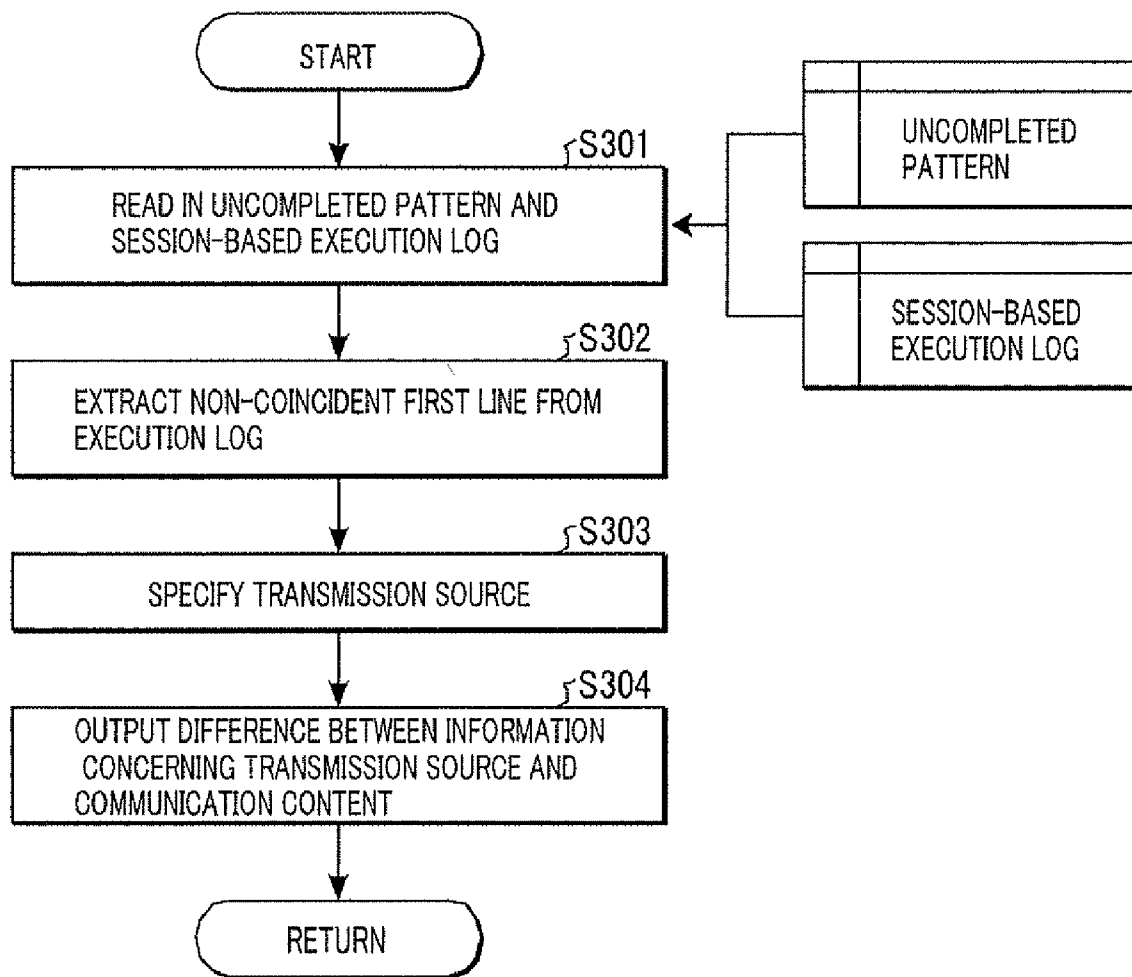 START
S301
READ IN UNCOMPLETED PATTERN AND
SESSION-BASED EXECUTION LOG
UNCOMPLETED
PATTERN
SESSION-BASED
EXECUTION LOG
S302
EXTRACT NON-COINCIDENT FIRST LINE FROM
EXECUTION LOG
S303
SPECIFY TRANSMISSION SOURCE
S304
OUTPUT DIFFERENCE BETWEEN INFORMATION
CONCERNING TRANSMISSION SOURCE AND
COMMUNICATION CONTENT
RETURN